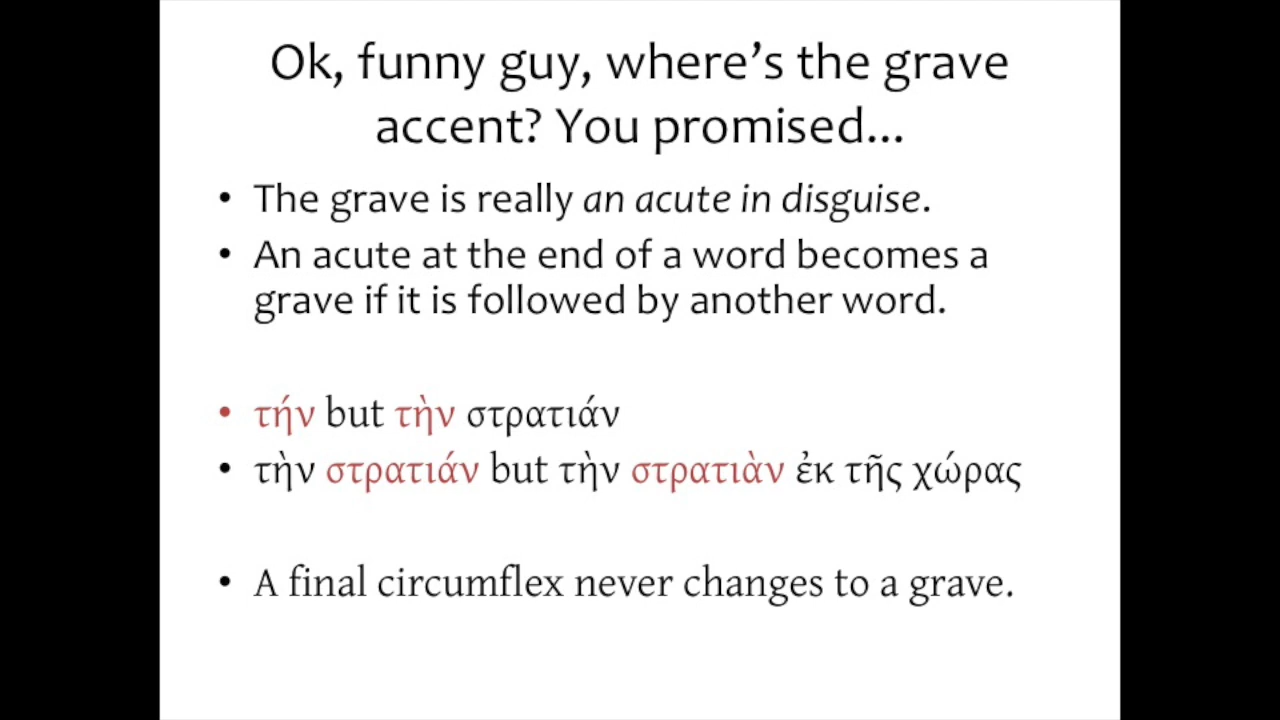 Ok, funny guy, where’s the grave
accent? You promised...
• The grave is really an acute in disguise.
• An acute at the end of a word becomes a
grave if it is followed by another word.
• τήν but τὴν στρατιάν
• τὴν στρατιάν but τὴν στρατιὰν ἐκ τῆς χώρας
• A final circumflex never changes to a grave.